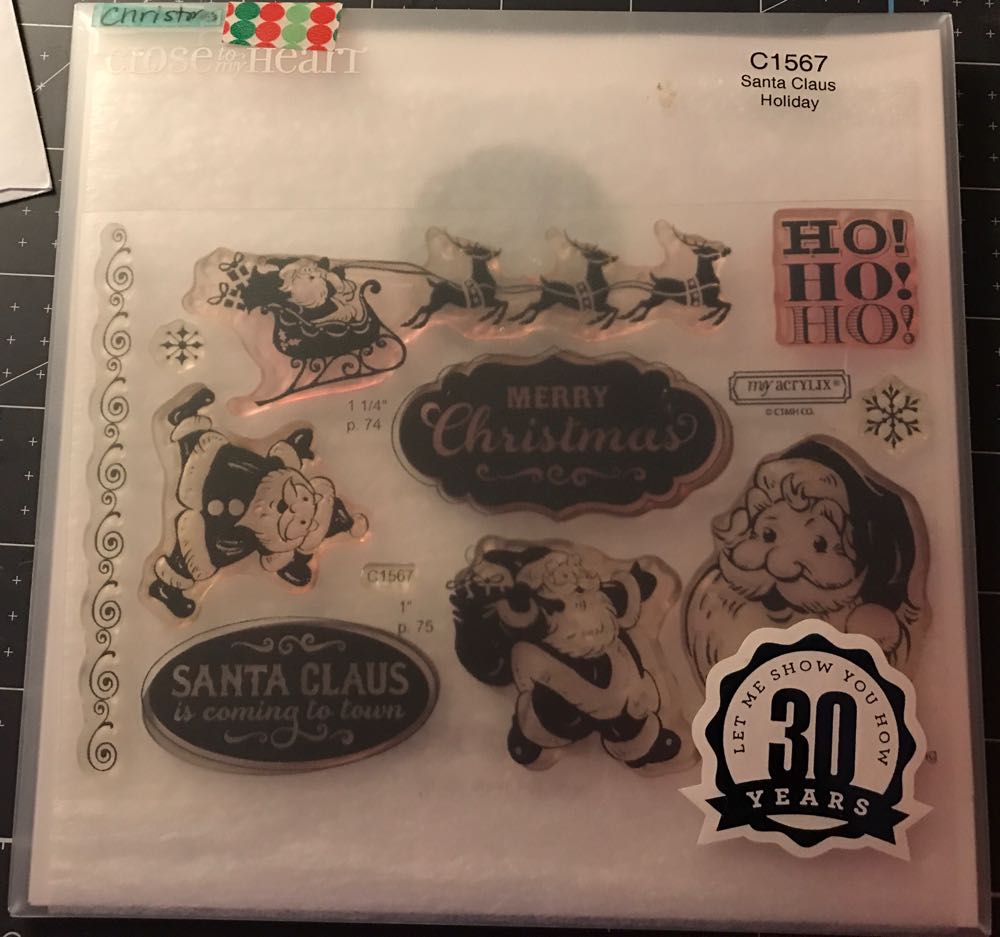 Christmas
Close to my Heart
C1567
Santa Claus
Holiday
HO!
HO!
HO!
my ACRYLIX®
© CTMH CO.
1 1/4"
p. 74
MERRY
Christmas
C1567
1"
p. 75
SANTA CLAUS
is coming to town
LET ME SHOW YOU HOW
30
YEARS